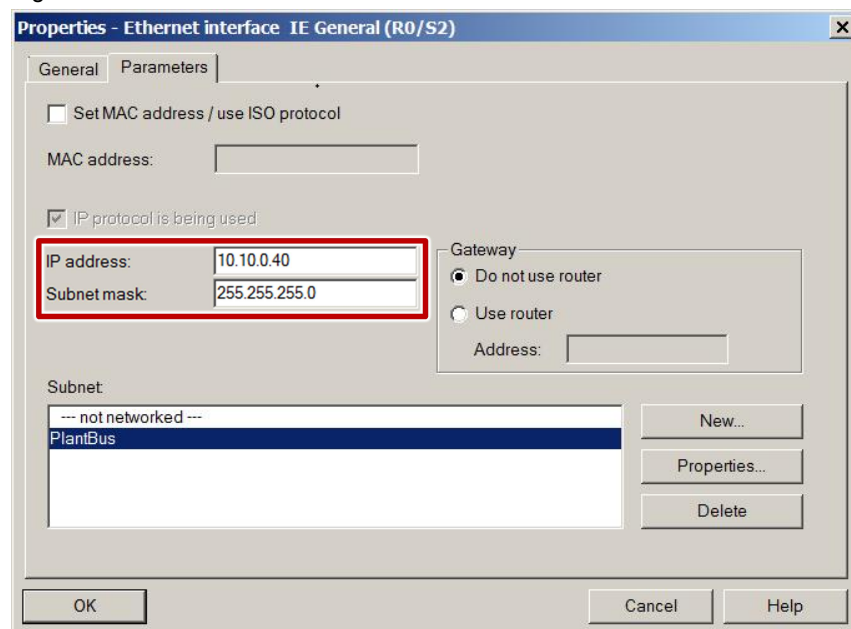 Properties - Ethernet interface IE General (R0/S2)
General Parameters
Set MAC address / use ISO protocol
MAC address:
IP protocol is being used
IP address: 10.10.0.40
Subnet mask: 255.255.255.0
Gateway
Do not use router
Use router
Address:
Subnet:
--- not networked ---
PlantBus
New...
Properties...
Delete
OK Cancel Help